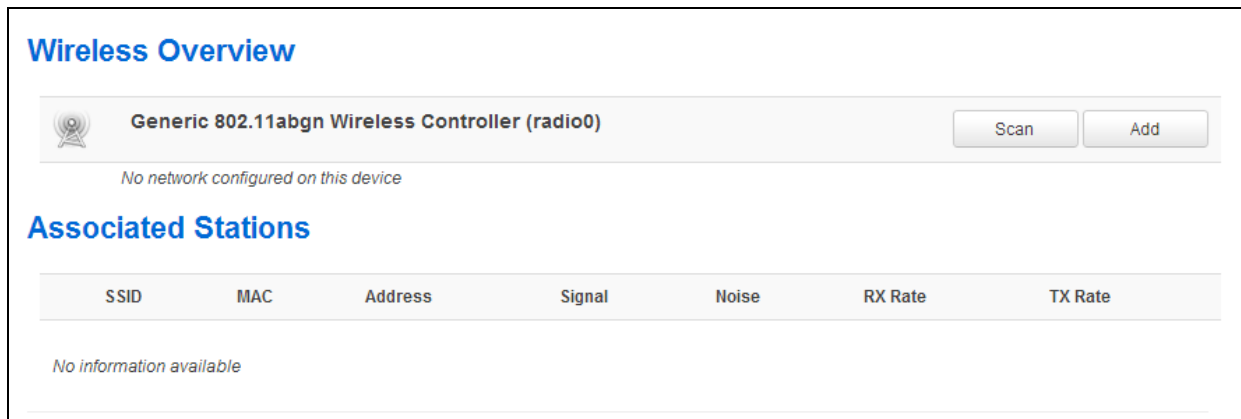 Wireless Overview
Generic 802.11abgn Wireless Controller (radio0) Scan Add
No network configured on this device
Associated Stations
SSID MAC Address Signal Noise RX Rate TX Rate
No information available